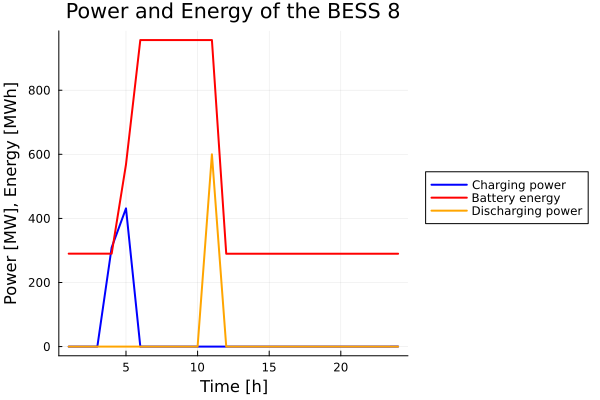 Power and Energy of the BESS 8
Power [MW], Energy [MWh]
800
600
400
200
0
5
10
15
20
Time [h]
Charging power
Battery energy
Discharging power